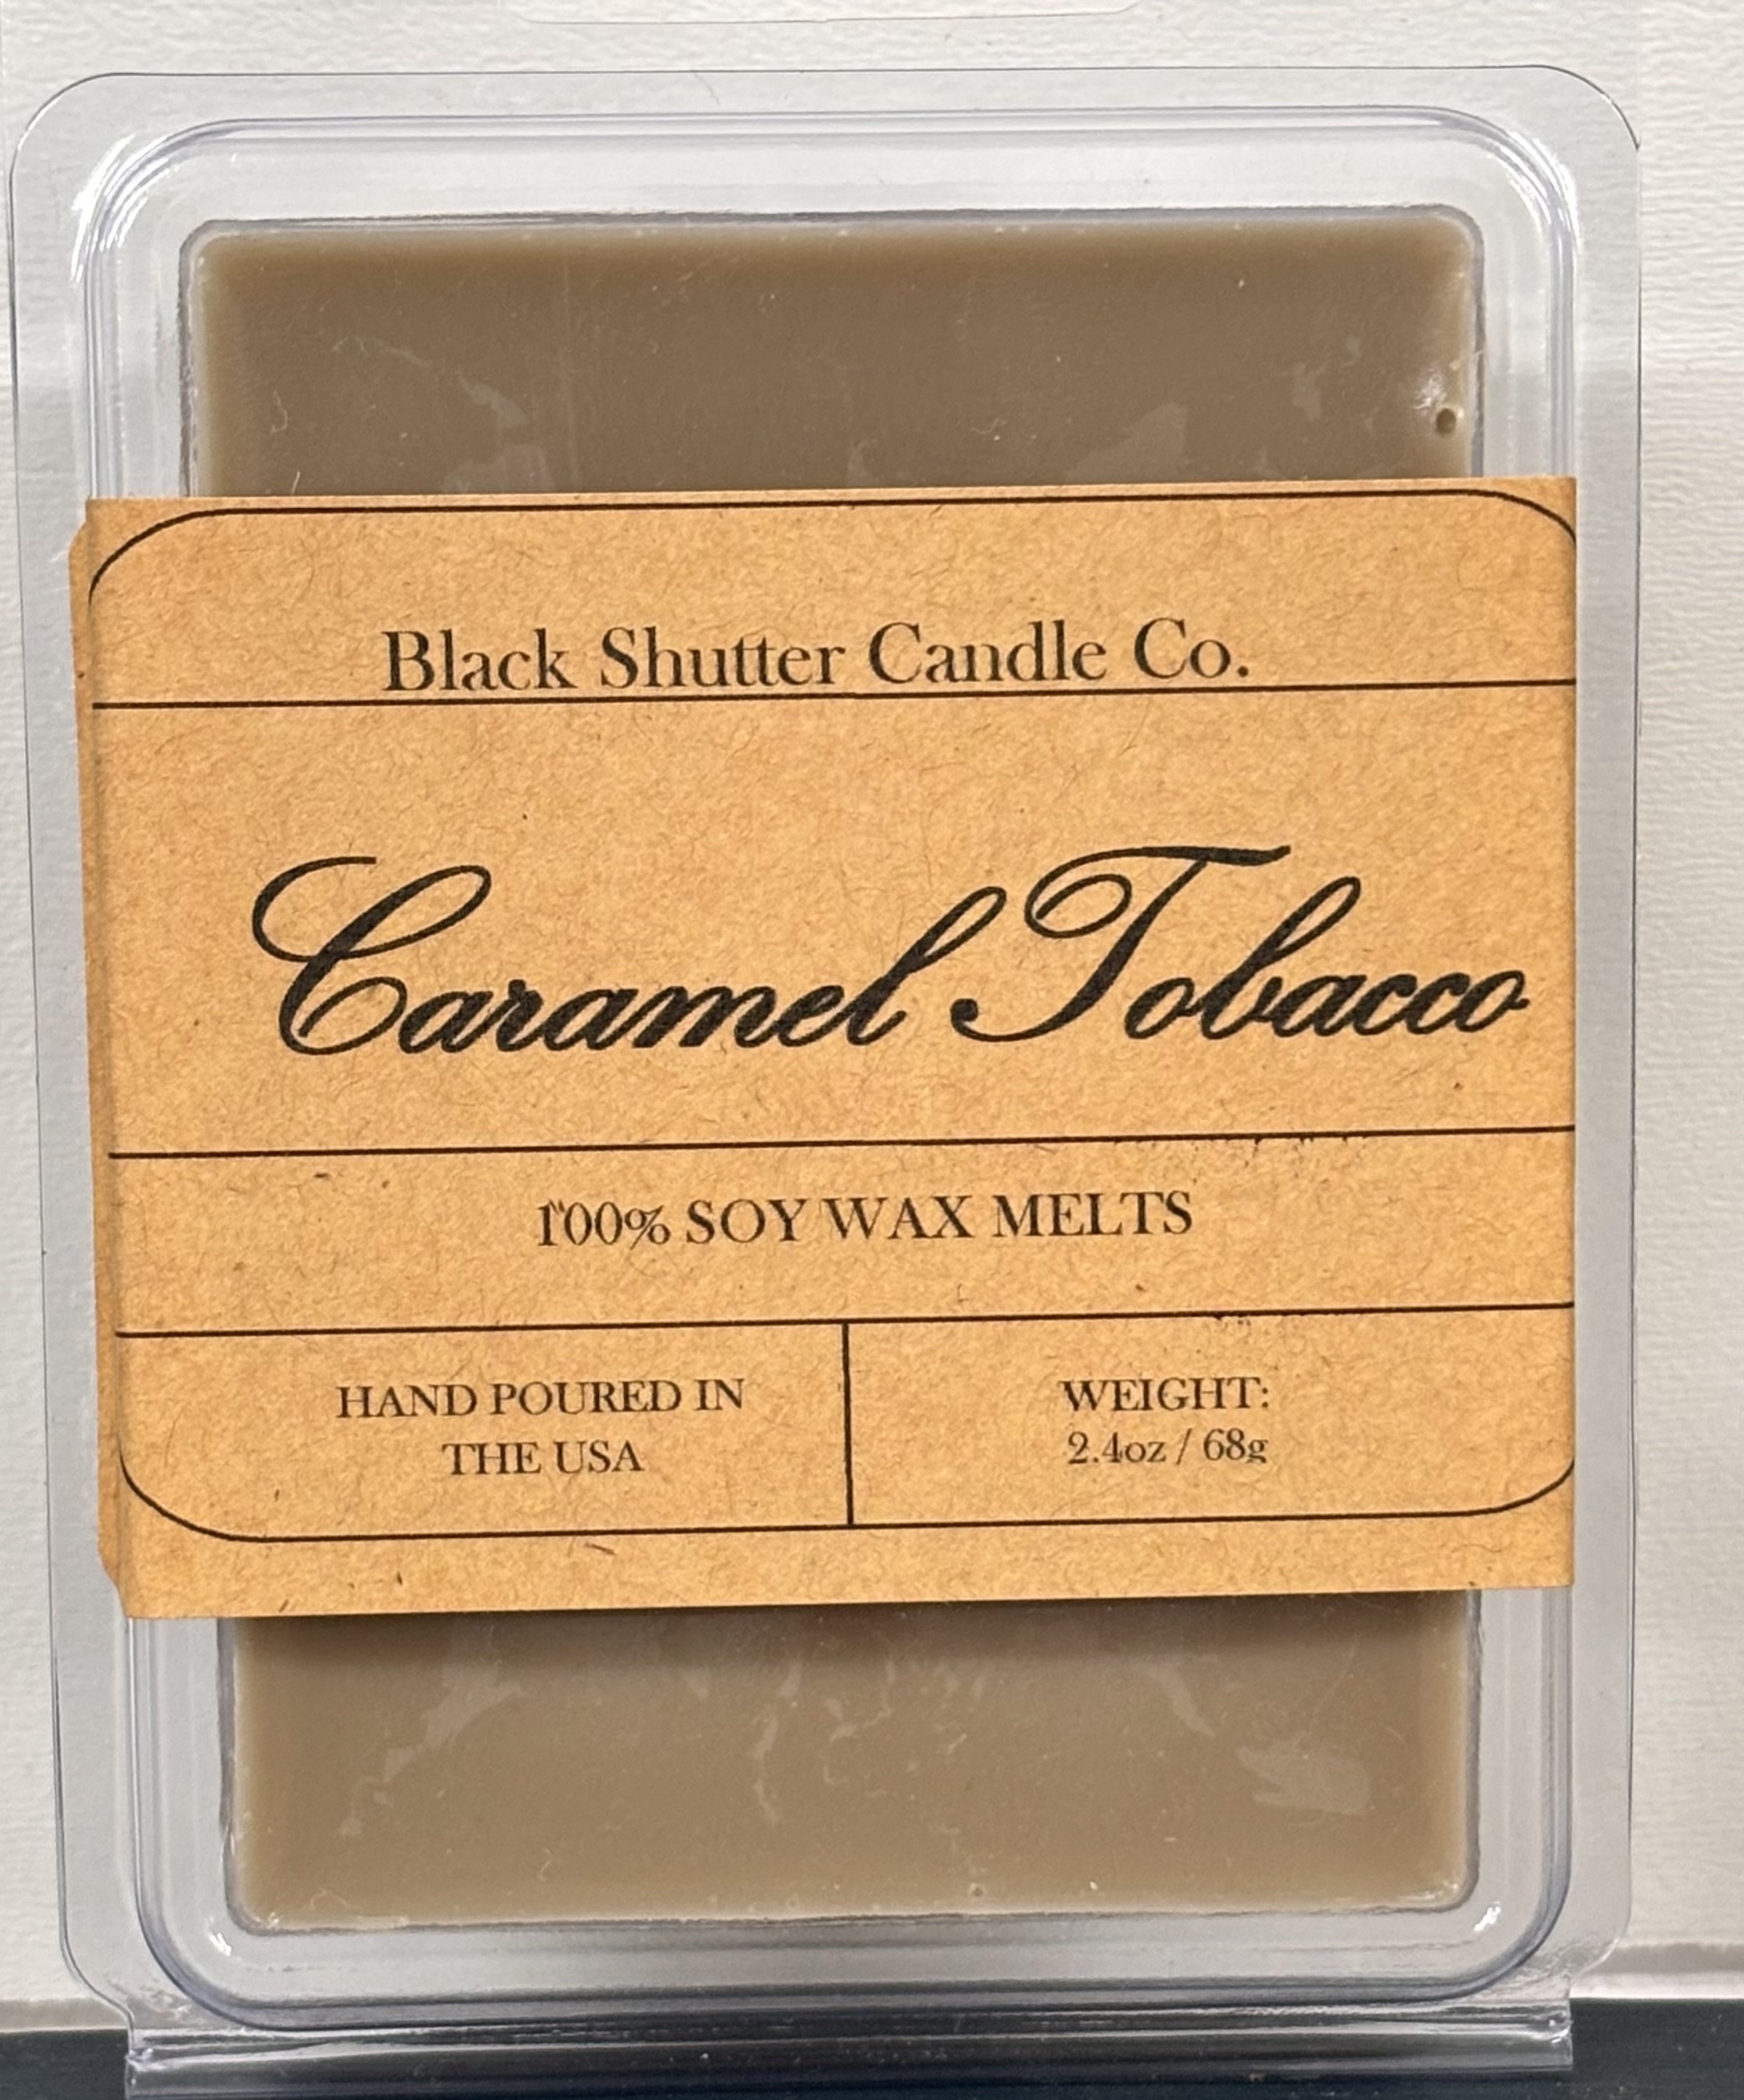 Black Shutter Candle Co.
Caramel Tobacco
100% SOY WAX MELTS
HAND POURED IN
THE USA
WEIGHT:
2.4oz / 68g